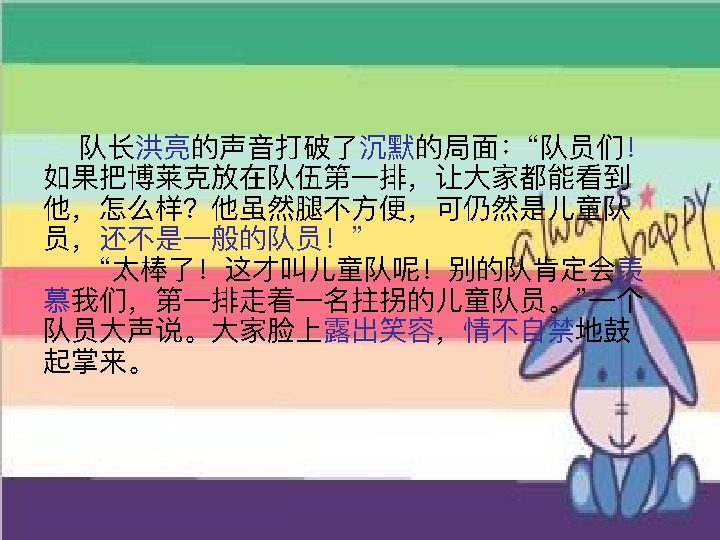 队长洪亮的声音打破了沉默的局面：“队员们！
如果把博莱克放在队伍第一排，让大家都能看到
他，怎么样？他虽然腿不方便，可仍然是儿童队
员，还不是一般的队员！”
“太棒了！这才叫儿童队呢！别的队肯定会羡
慕我们，第一排走着一名拄拐的儿童队员。”一个
队员大声说。大家脸上露出笑容，情不自禁地鼓
起掌来。
always happy